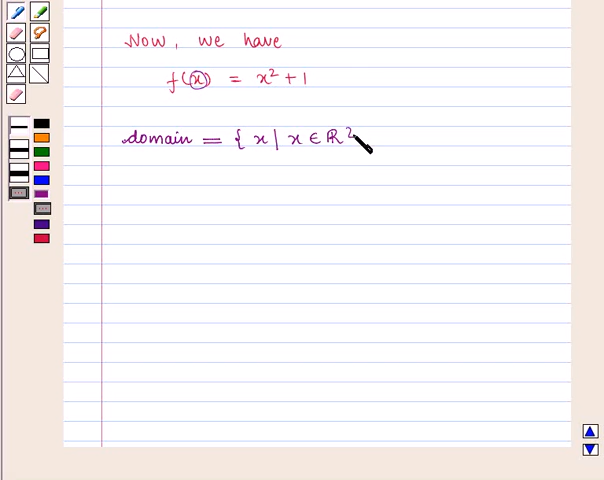 Now, we have
f(x) = x² + 1
domain = { x | x ∈ ℝ